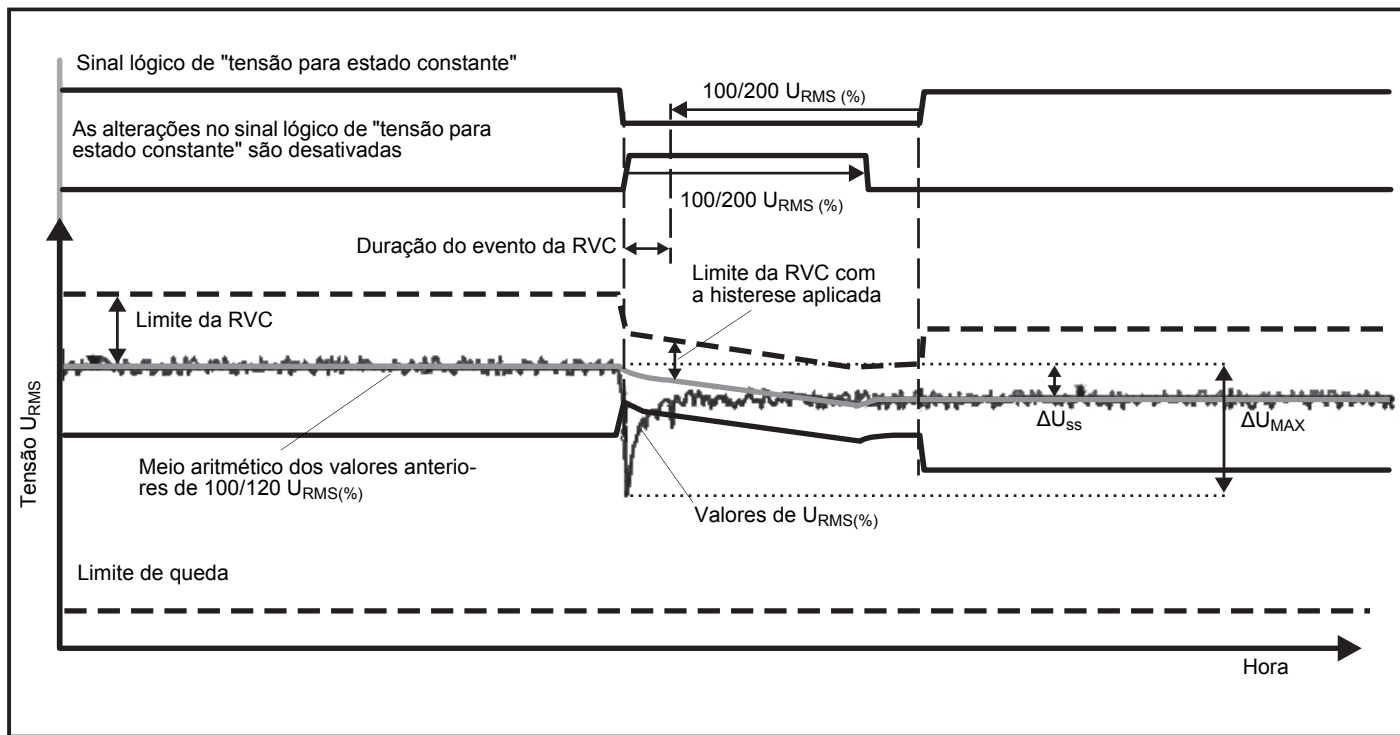 Sinal lógico de "tensão para estado constante"
100/200 URMS (%)
As alterações no sinal lógico de "tensão para
estado constante" são desativadas
100/200 URMS (%)
Duração do evento da RVC
Limite da RVC com
a histerese aplicada
Limite da RVC
ΔUss
ΔUMAX
Tensão URMS
Meio aritmético dos valores anterio-
res de 100/120 URMS(%)
Valores de URMS(%)
Limite de queda
Hora